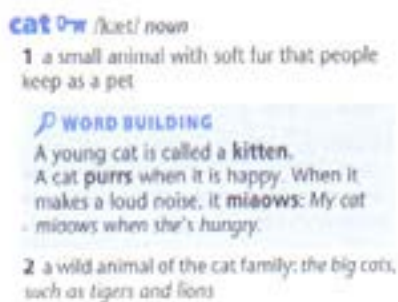 cat /kæt/ noun
1 a small animal with soft fur that people
keep as a pet
WORD BUILDING
A young cat is called a kitten.
A cat purrs when it is happy. When it
makes a loud noise, it miaows: My cat
miaows when she's hungry.
2 a wild animal of the cat family: the big cats,
such as tigers and lions